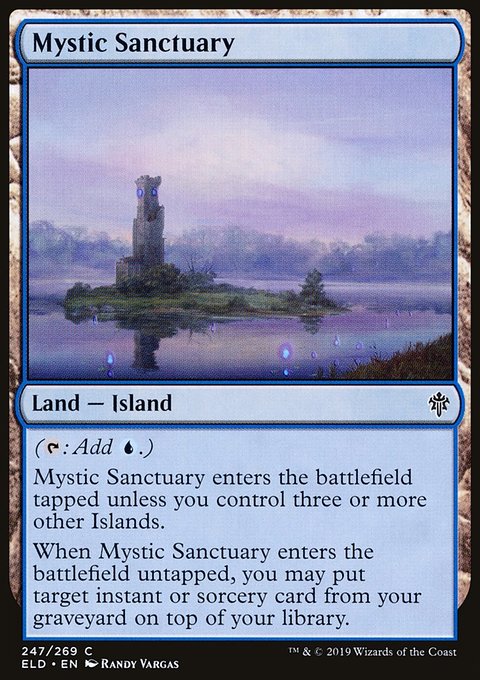 Mystic Sanctuary
Land — Island
(: Add .)
Mystic Sanctuary enters the battlefield
tapped unless you control three or more
other Islands.
When Mystic Sanctuary enters the
battlefield untapped, you may put
target instant or sorcery card from your
graveyard on top of your library.
247/269 C
ELD • EN Randy Vargas
™ & © 2019 Wizards of the Coast